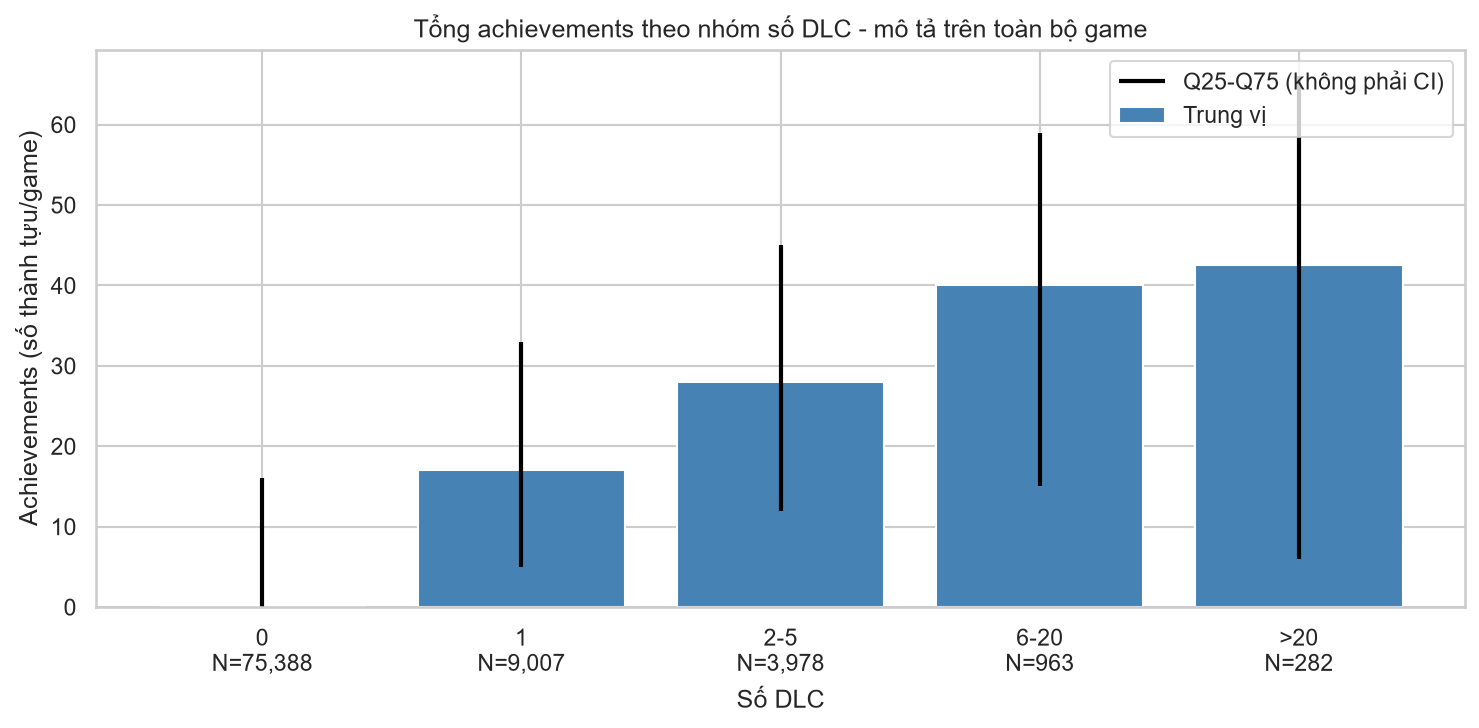 Tổng achievements theo nhóm số DLC - mô tả trên toàn bộ game
Q25-Q75 (không phải CI)
Trung vị
Achievements (số thành tựu/game)
60
50
40
30
20
10
0
0
1
2-5
6-20
>20
N=75,388
N=9,007
N=3,978
N=963
N=282
Số DLC